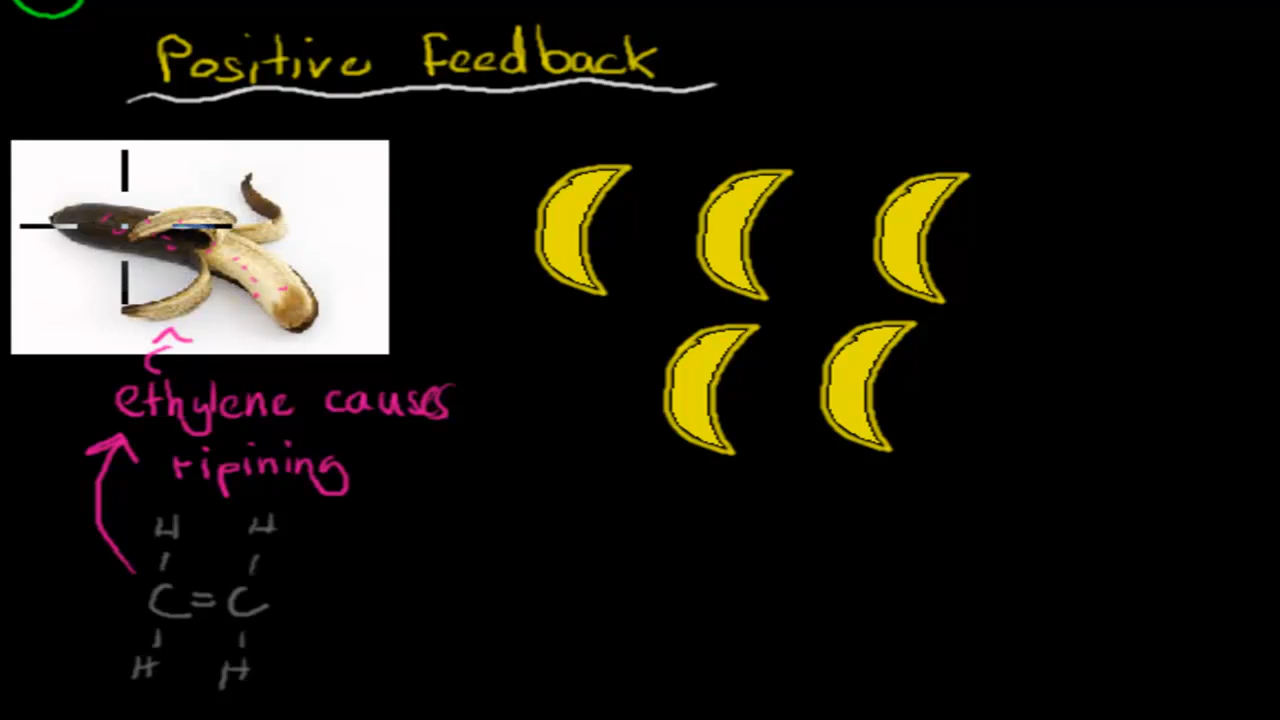 Positive Feedback
ethylene causes
ripining
H H
C=C
H H